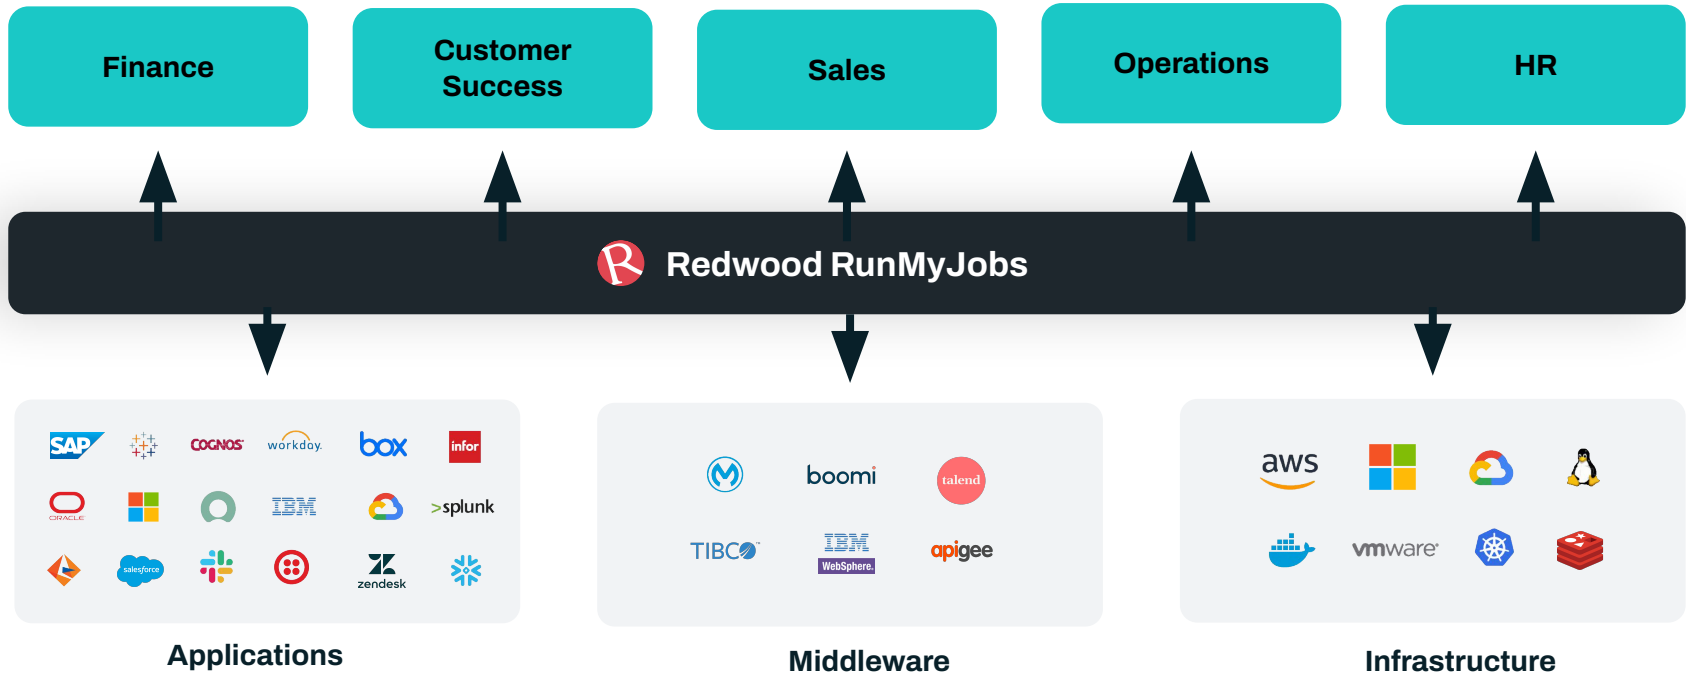 Finance
Customer
Success
Sales
Operations
HR
R Redwood RunMyJobs
SAP
COGNOS
workday.
box
infor
ORACLE
IBM
>splunk
salesforce
zendesk
boomi
talend
TIBCO™
IBM
WebSphere.
apigee
aws
vmware®
Applications
Middleware
Infrastructure